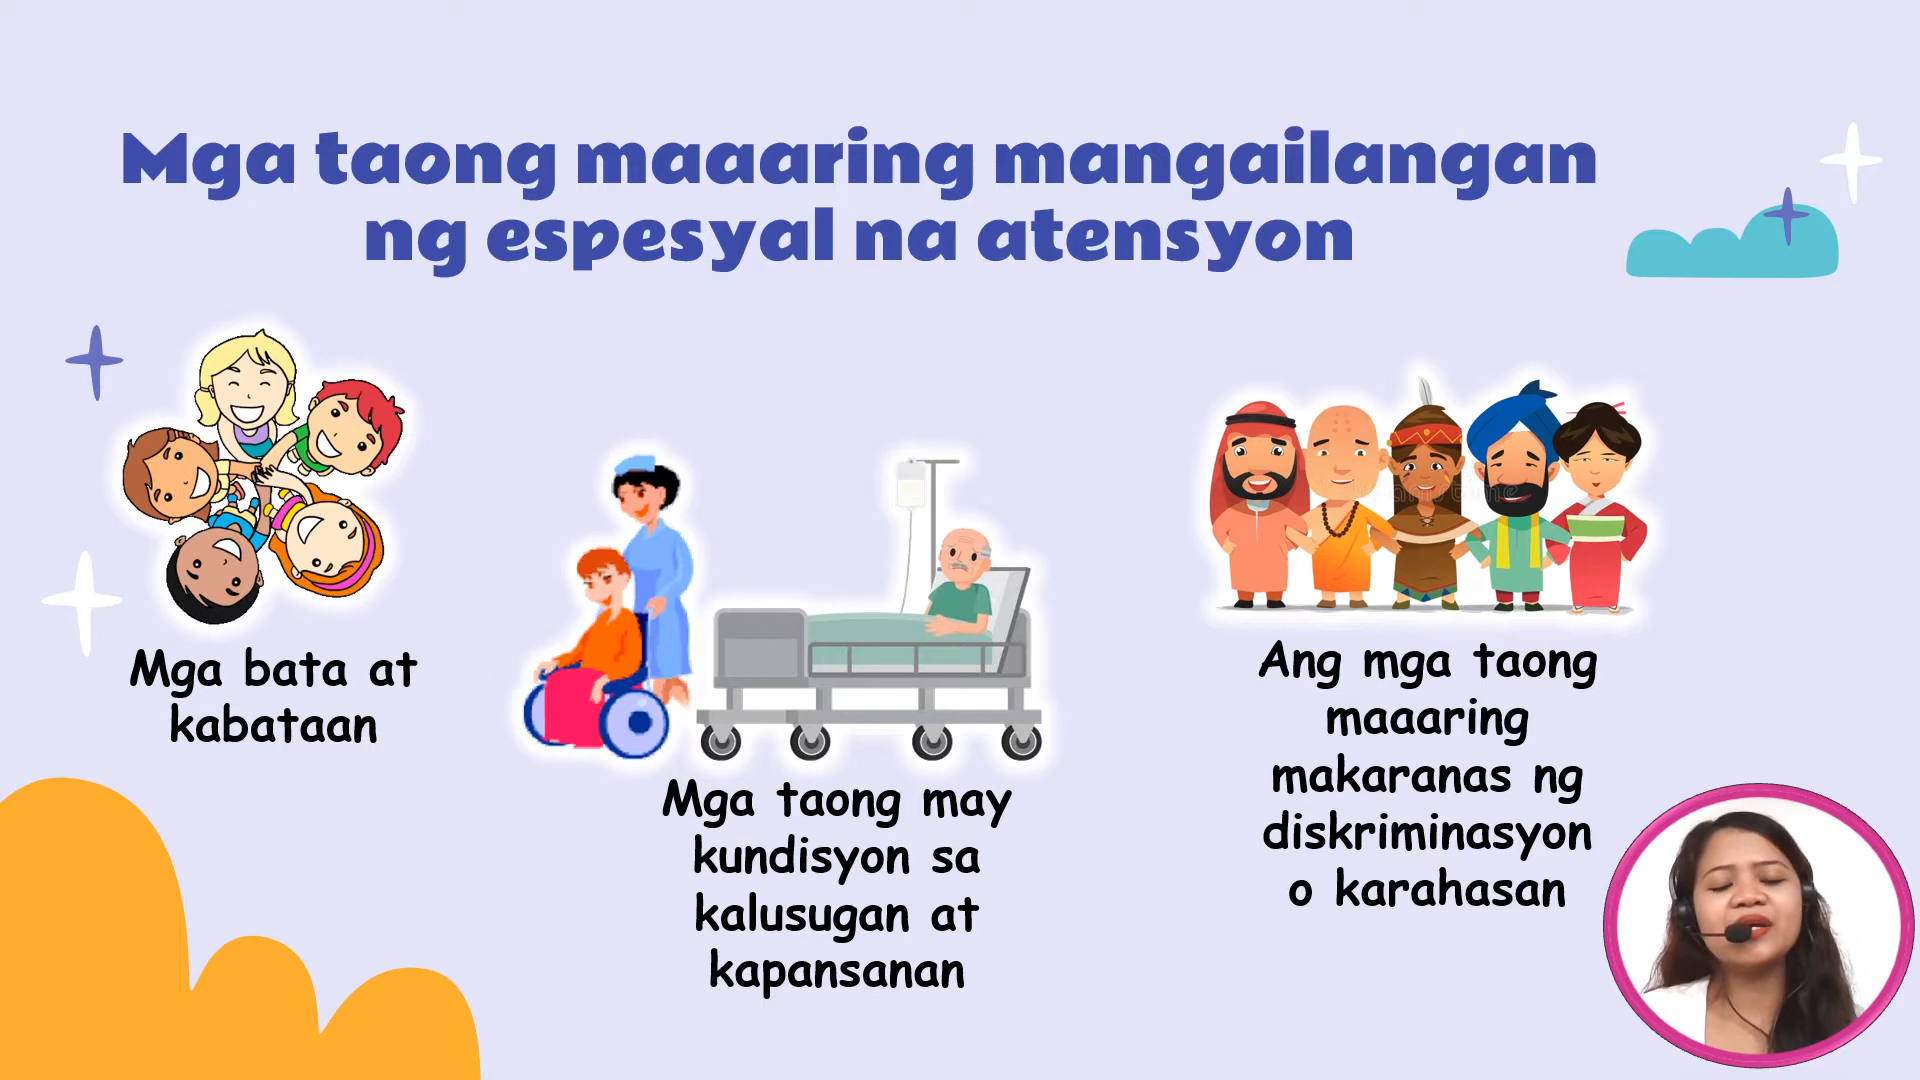 Mga taong maaaring mangailangan
ng espesyal na atensyon
Mga bata at
kabataan
Mga taong may
kundisyon sa
kalusugan at
kapansanan
Ang mga taong
maaaring
makaranas ng
diskriminasyon
o karahasan